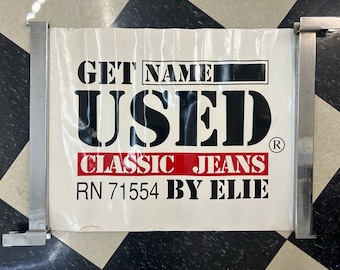 GET NAME
USED®
CLASSIC JEANS
RN 71554 BY ELIE